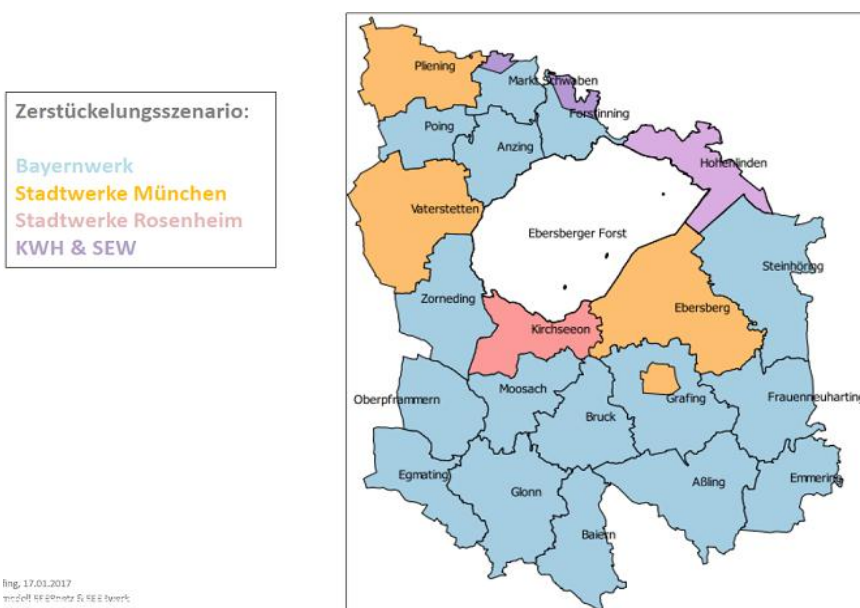 Zerstückelungsszenario:
Bayernwerk
Stadtwerke München
Stadtwerke Rosenheim
KWH & SEW
Pliening
Markt Schwaben
Forstinning
Poing
Anzing
Hohenlinden
Vaterstetten
Ebersberger Forst
Steinhöring
Zorneding
Ebersberg
Kirchseeon
Moosach
Oberpframmern
Grafing
Frauenneuharting
Bruck
Egmating
Glonn
Aßling
Emmering
Baiern
ling, 17.01.2017